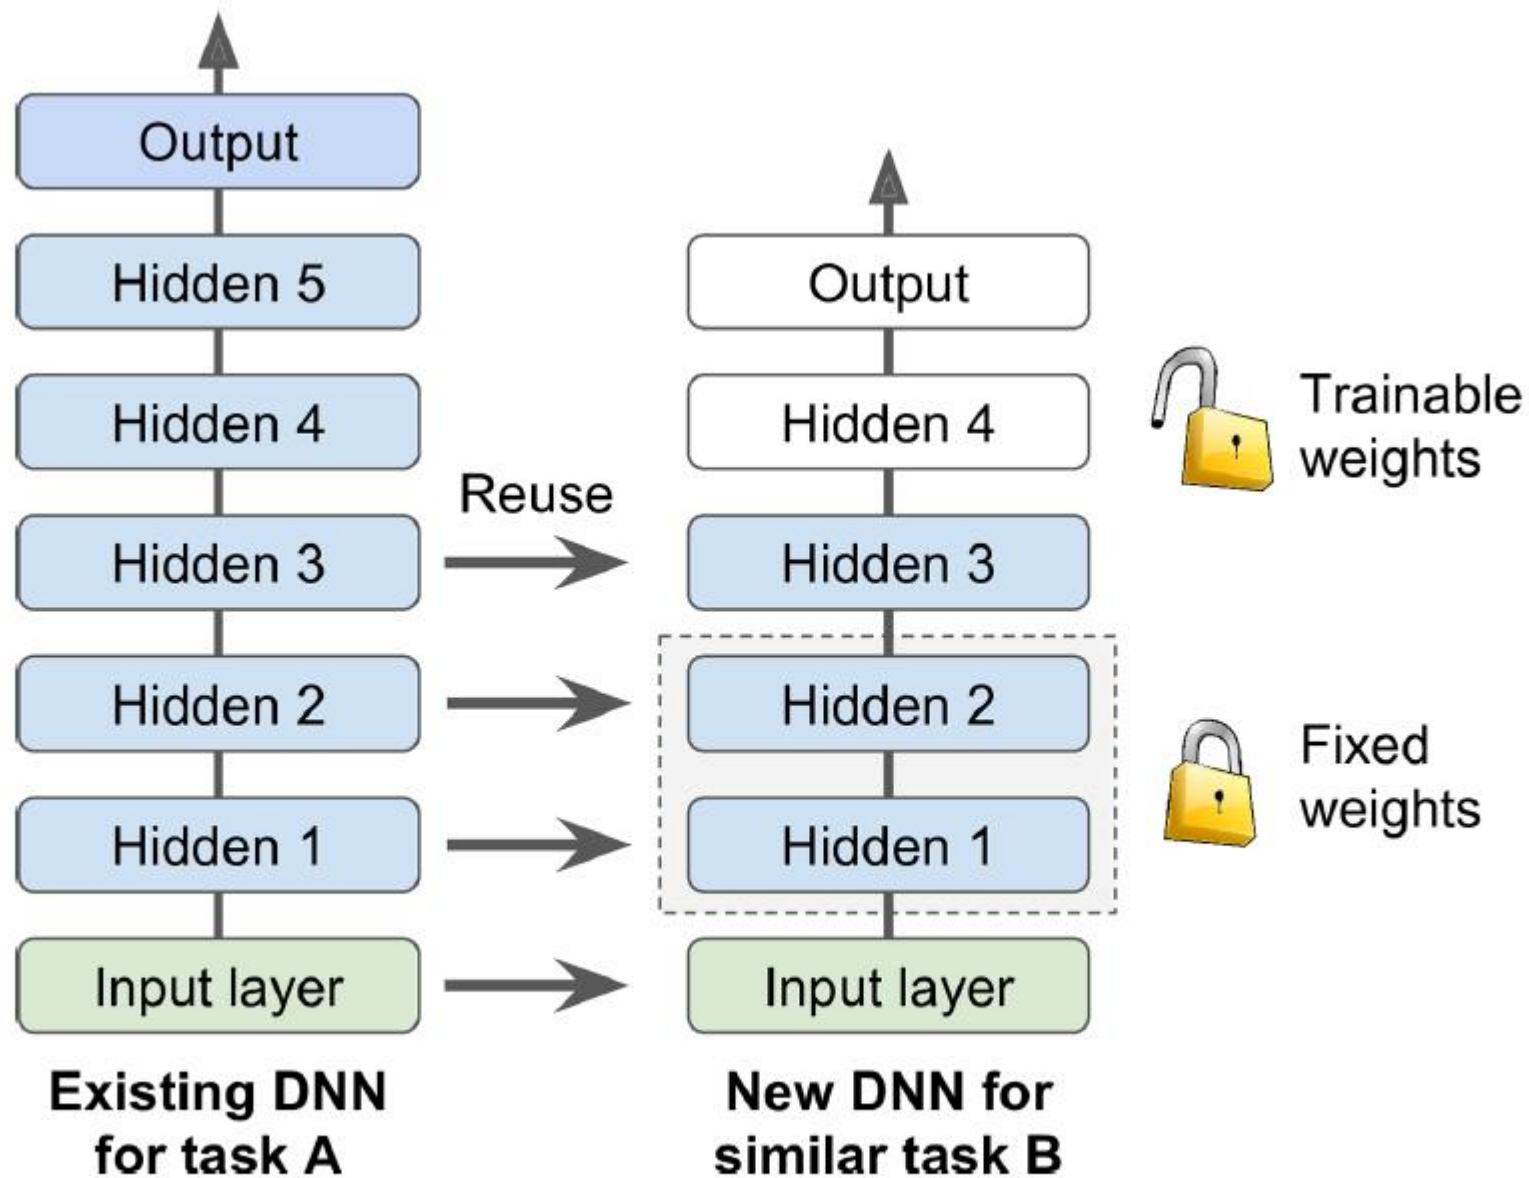 Output
Hidden 5
Hidden 4
Hidden 3
Hidden 2
Hidden 1
Input layer
Existing DNN
for task A
Reuse
Output
Hidden 4
Hidden 3
Hidden 2
Hidden 1
Input layer
New DNN for
similar task B
Trainable
weights
Fixed
weights